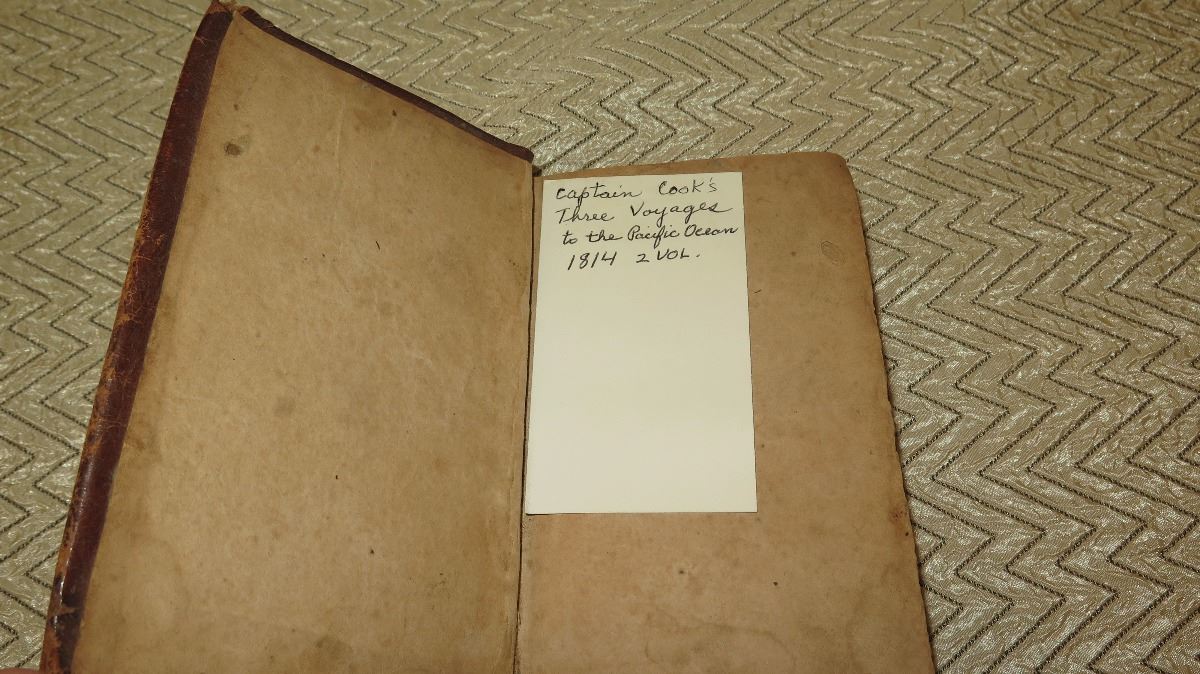 Captain Cook's
Three Voyages
to the Pacific Ocean
1814 2 VOL.